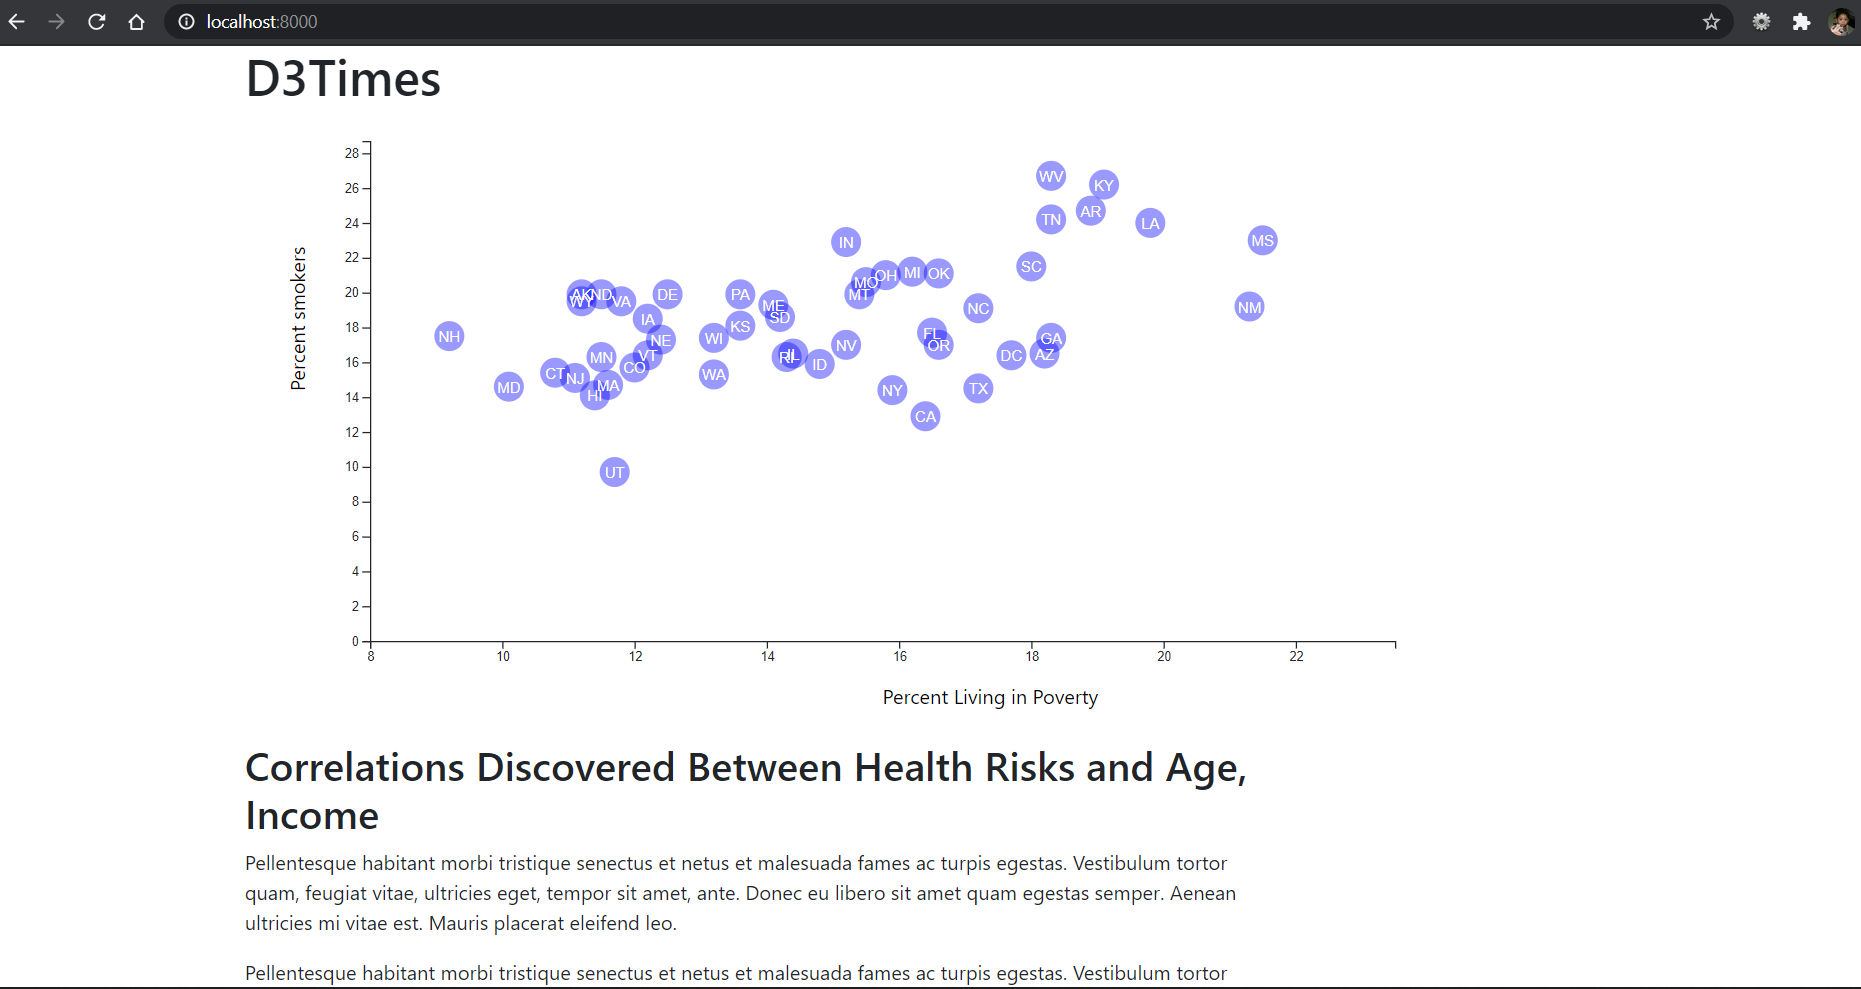 localhost:8000
D3Times
28
26
24
22
20
18
16
14
12
10
8
6
4
2
0
Percent smokers
WV
KY
AR
TN
LA
MS
IN
SC
MI
OK
OH
MO
MT
AK
ND
WY
VA
DE
PA
ME
SD
NC
NM
IA
KS
NH
NE
WI
FL
OR
GA
NV
AZ
DC
MN
VT
RI
IL
ID
CO
CT
NJ
WA
MD
MA
HI
NY
TX
CA
UT
8
10
12
14
16
18
20
22
Percent Living in Poverty
Correlations Discovered Between Health Risks and Age,
Income
Pellentesque habitant morbi tristique senectus et netus et malesuada fames ac turpis egestas. Vestibulum tortor
quam, feugiat vitae, ultricies eget, tempor sit amet, ante. Donec eu libero sit amet quam egestas semper. Aenean
ultricies mi vitae est. Mauris placerat eleifend leo.
Pellentesque habitant morbi tristique senectus et netus et malesuada fames ac turpis egestas. Vestibulum tortor